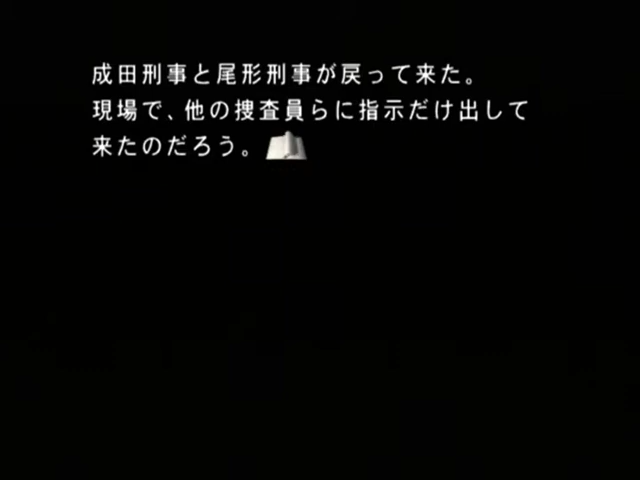 成田刑事と尾形刑事が戻って来た。
現場で、他の捜査員らに指示だけ出して
来たのだろう。